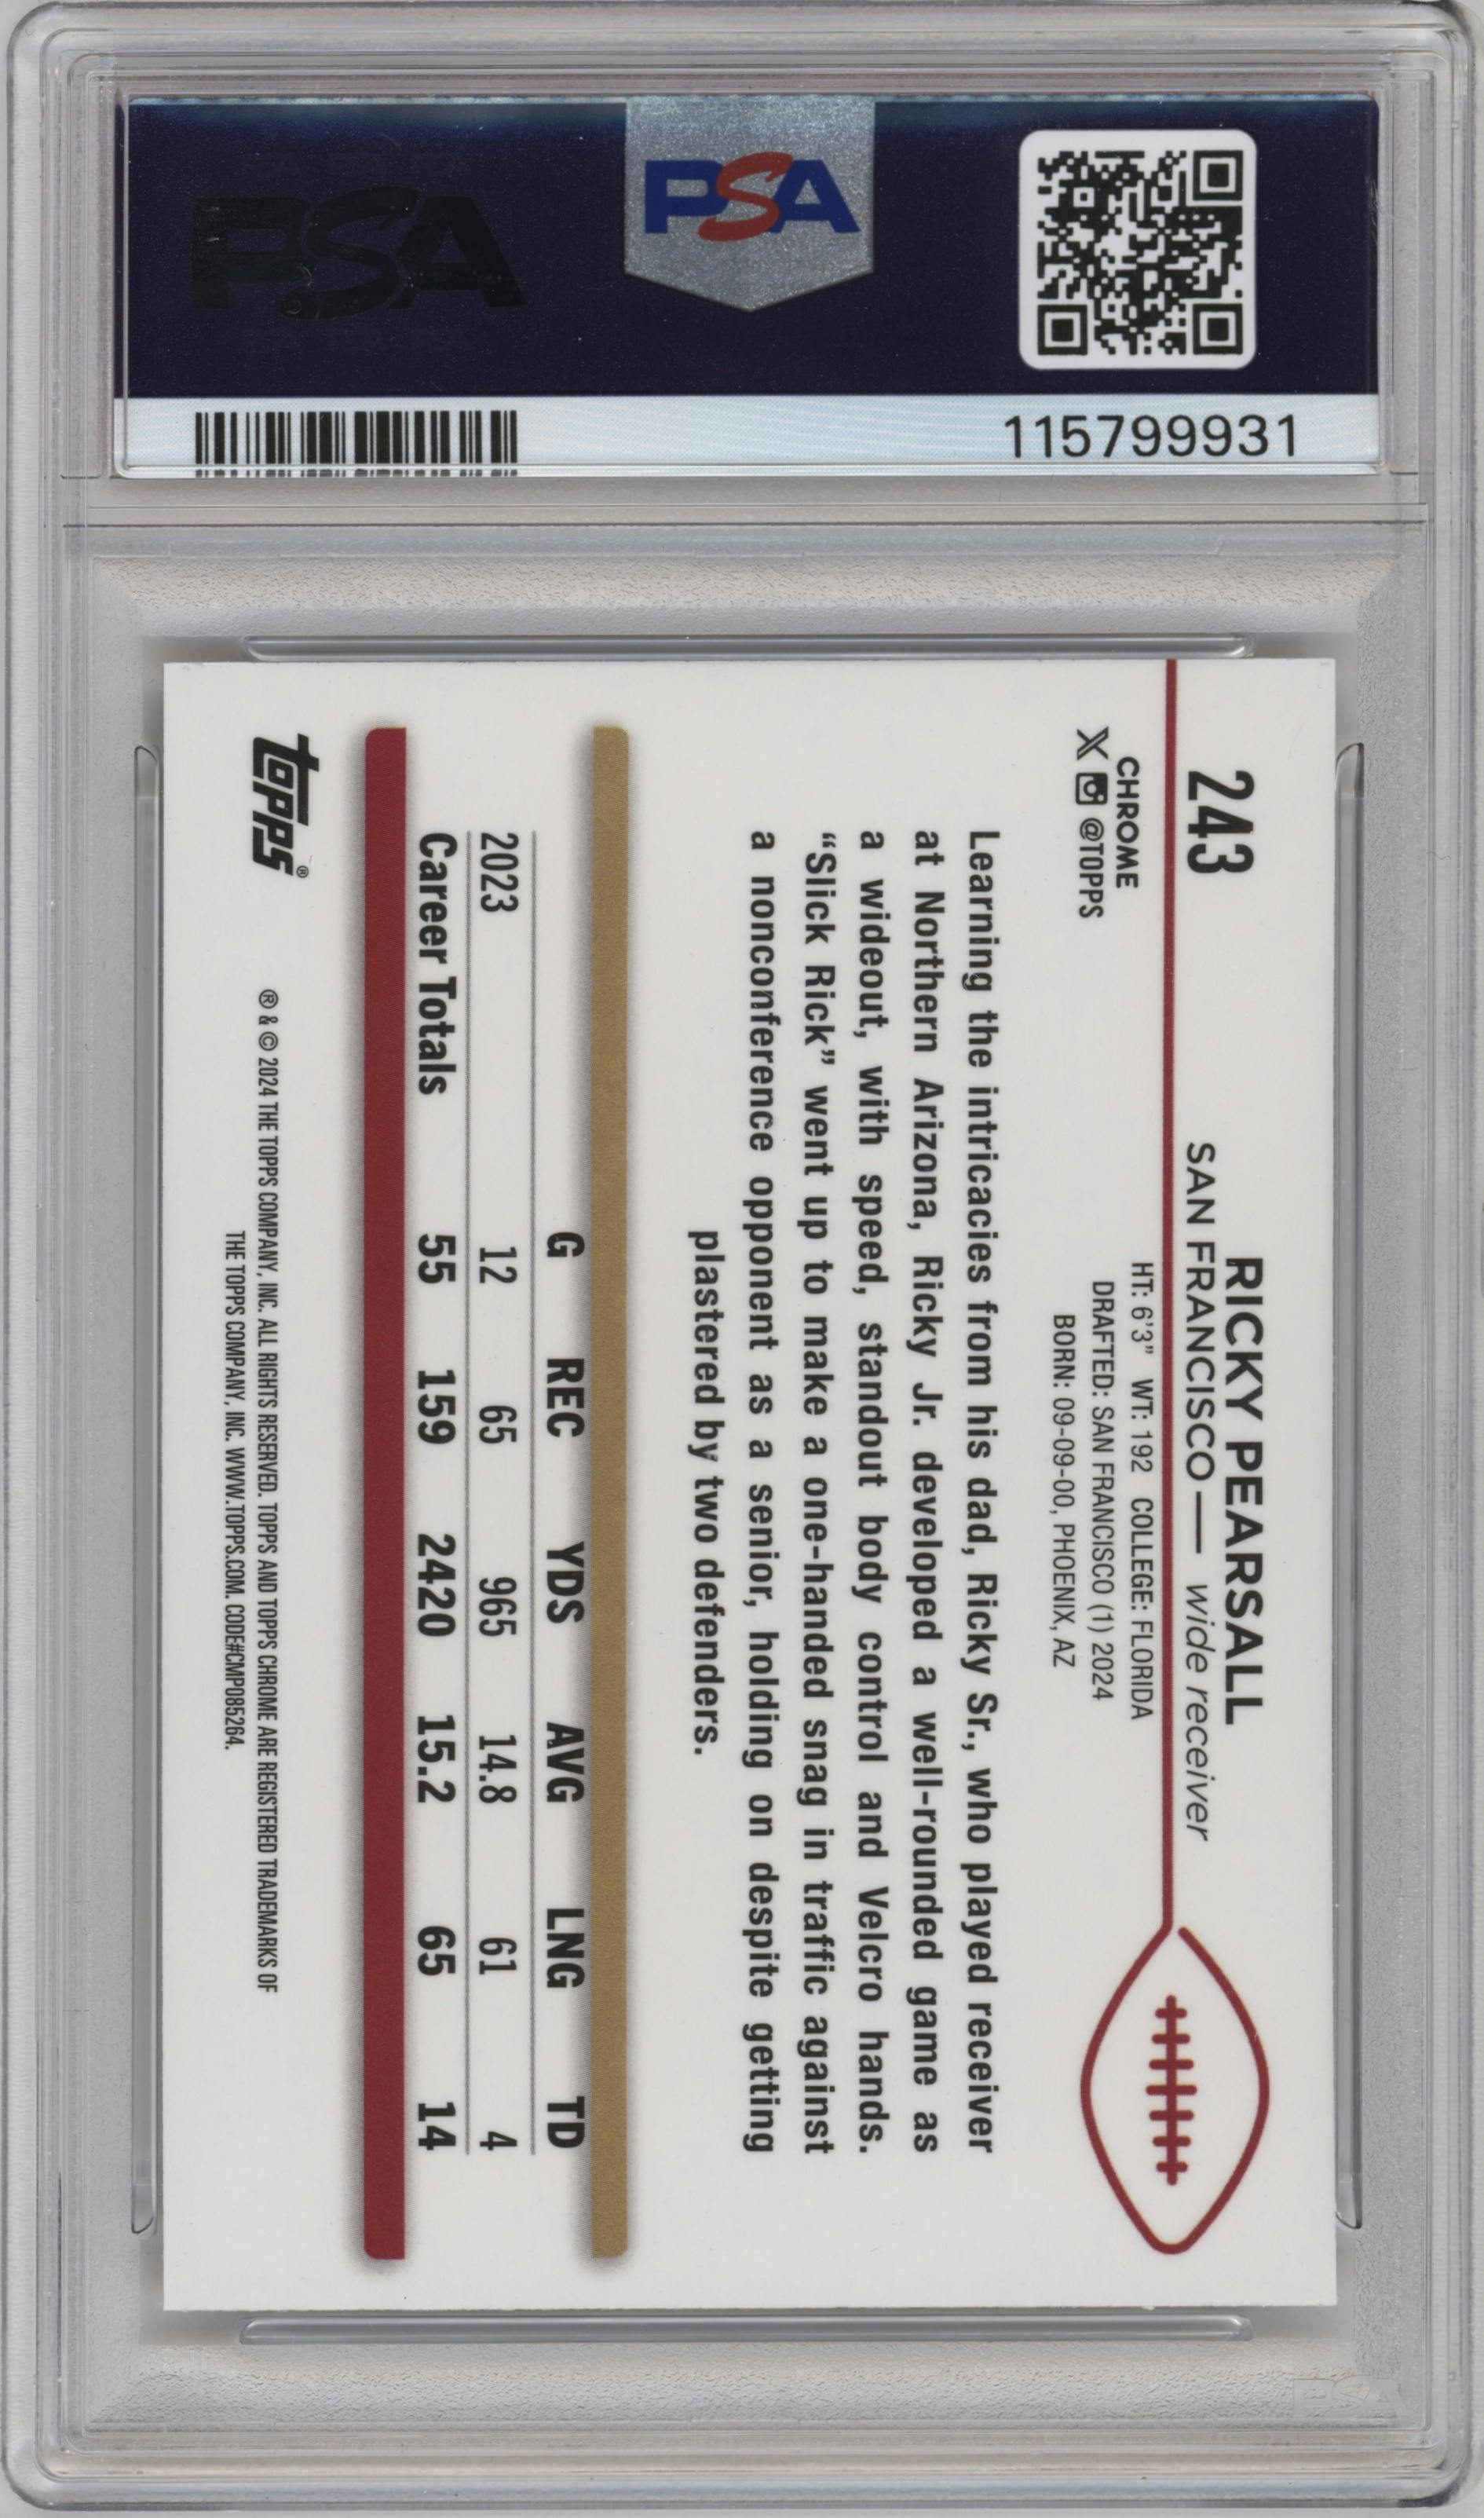 PSA
PSA
115799931
243
RICKY PEARSALL
SAN FRANCISCO — wide receiver
CHROME
X @TOPPS
HT: 6'3" WT: 192 COLLEGE: FLORIDA
DRAFTED: SAN FRANCISCO (1) 2024
BORN: 09-09-00, PHOENIX, AZ
Learning the intricacies from his dad, Ricky Sr., who played receiver
at Northern Arizona, Ricky Jr. developed a well-rounded game as
a wideout, with speed, standout body control and Velcro hands.
“Slick Rick” went up to make a one-handed snag in traffic against
a nonconference opponent as a senior, holding on despite getting
plastered by two defenders.
G REC YDS AVG LNG TD
2023 12 65 965 14.8 61 4
Career Totals 55 159 2420 15.2 65 14
topps®
® & © 2024 THE TOPPS COMPANY, INC. ALL RIGHTS RESERVED. TOPPS AND TOPPS CHROME ARE REGISTERED TRADEMARKS OF
THE TOPPS COMPANY, INC. WWW.TOPPS.COM. CODE#CMP085264.
PSA